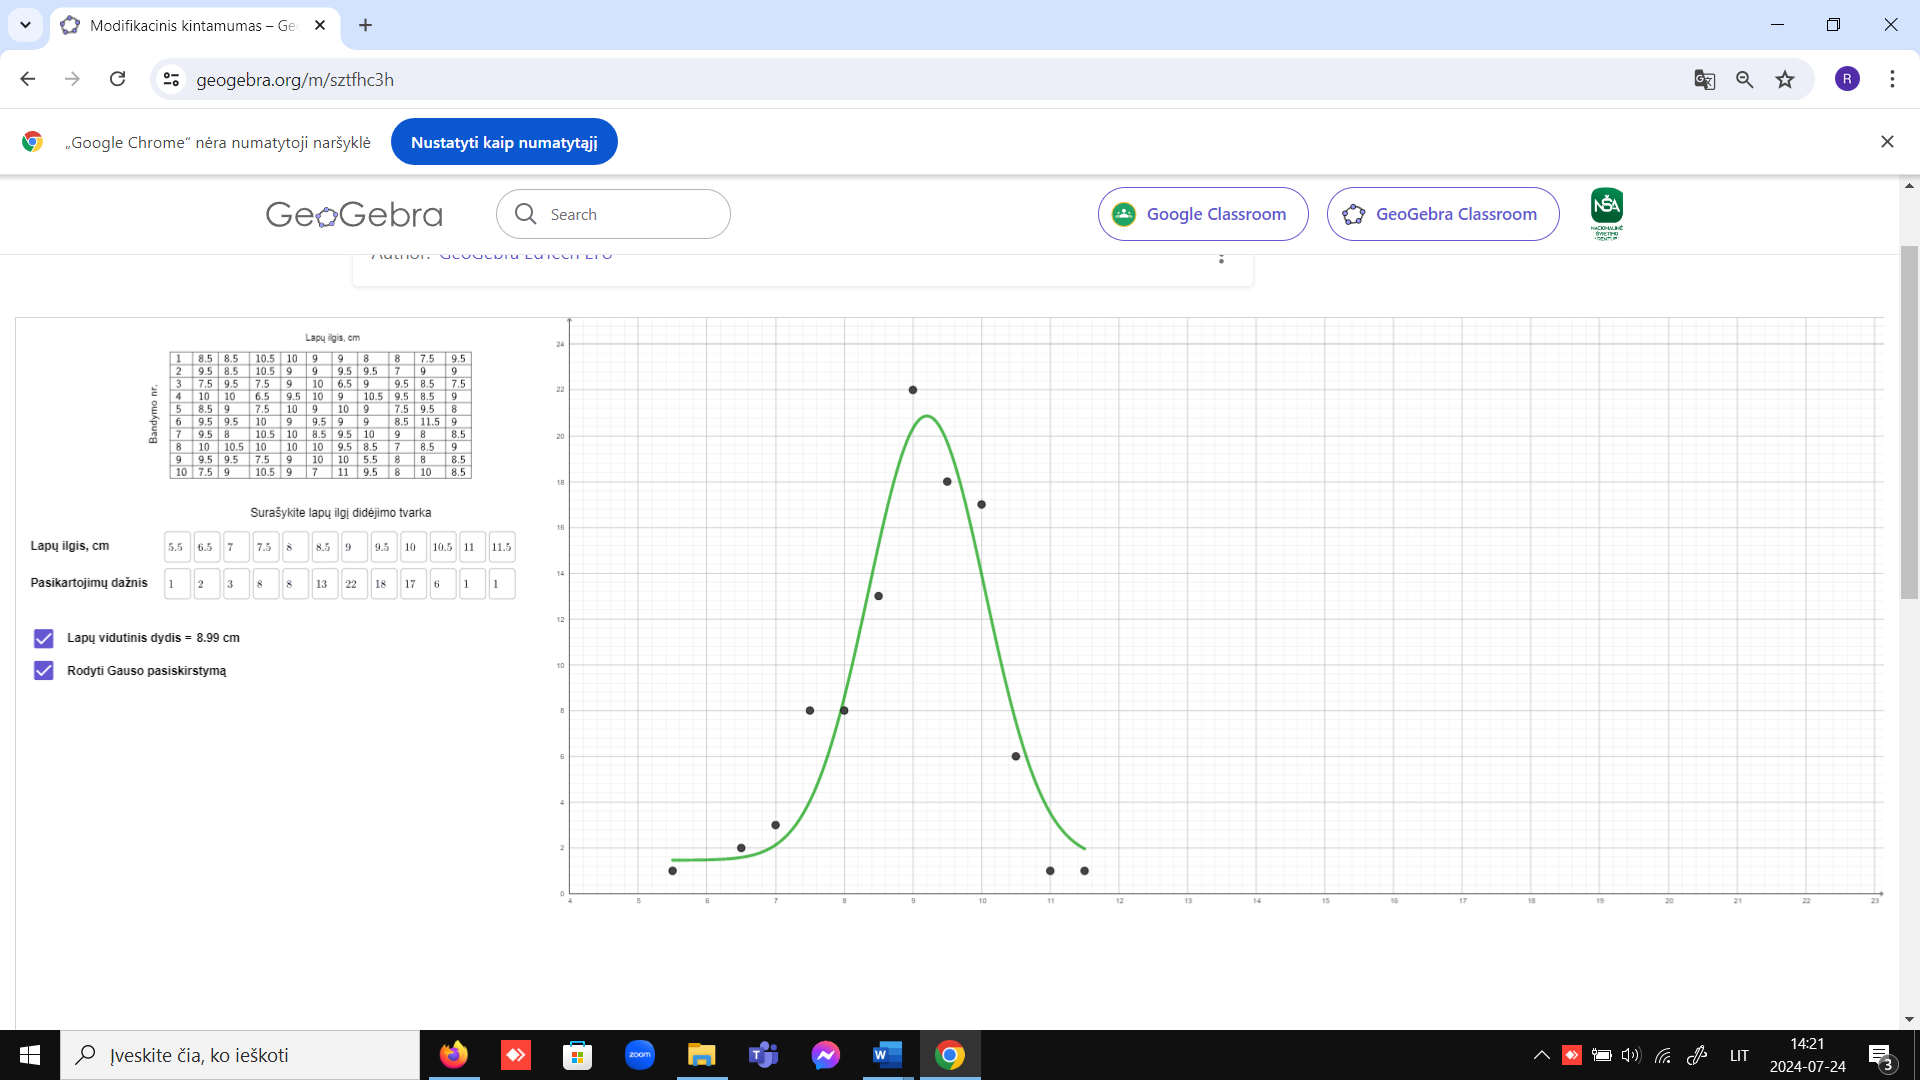 Modifikacinis kintamumas – Ge
geogebra.org/m/sztfhc3h
R
„Google Chrome“ nėra numatytoji naršyklė
Nustatyti kaip numatytąjį
GeoGebra
Search
Google Classroom
GeoGebra Classroom
NŠA
NACIONALINĖ
ŠVIETIMO
AGENTŪRA
Author: GeoGebra EdTech LTU
Lapų ilgis, cm
Bandymo nr.
1 8.5 8.5 10.5 10 9 9 8 8 7.5 9.5
2 9.5 8.5 10.5 9 9 9.5 9.5 7 9 9
3 7.5 9.5 7.5 9 10 6.5 9 9.5 8.5 7.5
4 10 10 6.5 9.5 10 9 10.5 9.5 8.5 9
5 8.5 9 7.5 10 9 10 9 7.5 9.5 8
6 9.5 9.5 10 9 9.5 9 9 8.5 11.5 9
7 9.5 8 10.5 10 8.5 9.5 10 9 8 8.5
8 10 10.5 10 10 10 9.5 8.5 7 8.5 9
9 9.5 9.5 7.5 9 10 10 5.5 8 8 8.5
10 7.5 9 10.5 9 7 11 9.5 8 10 8.5
Surašykite lapų ilgį didėjimo tvarka
Lapų ilgis, cm 5.5 6.5 7 7.5 8 8.5 9 9.5 10 10.5 11 11.5
Pasikartojimų dažnis 1 2 3 8 8 13 22 18 17 6 1 1
Lapų vidutinis dydis = 8.99 cm
Rodyti Gauso pasiskirstymą
24
22
20
18
16
14
12
10
8
6
4
2
0
4 5 6 7 8 9 10 11 12 13 14 15 16 17 18 19 20 21 22 23
Įveskite čia, ko ieškoti
zoom
LIT
14:21
2024-07-24
3